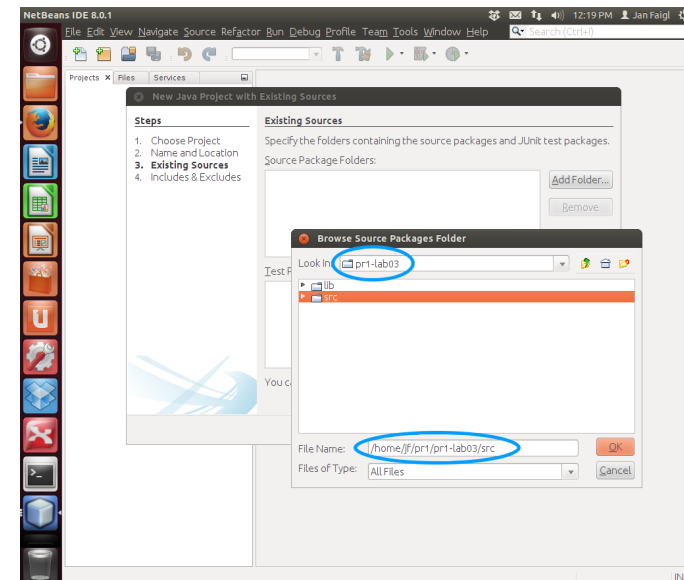 NetBeans IDE 8.0.1 12:19 PM Jan Faigl
File Edit View Navigate Source Refactor Run Debug Profile Team Tools Window Help Search (Ctrl+I)
Projects Files Services
New Java Project with Existing Sources
Steps
1. Choose Project
2. Name and Location
3. Existing Sources
4. Includes & Excludes
Existing Sources
Specify the folders containing the source packages and JUnit test packages.
Source Package Folders:
Add Folder...
Remove
Browse Source Packages Folder
Look In: pr1-lab03
Test P
lib
src
You ca
File Name: /home/jf/pr1/pr1-lab03/src OK
Files of Type: All Files Cancel
IN